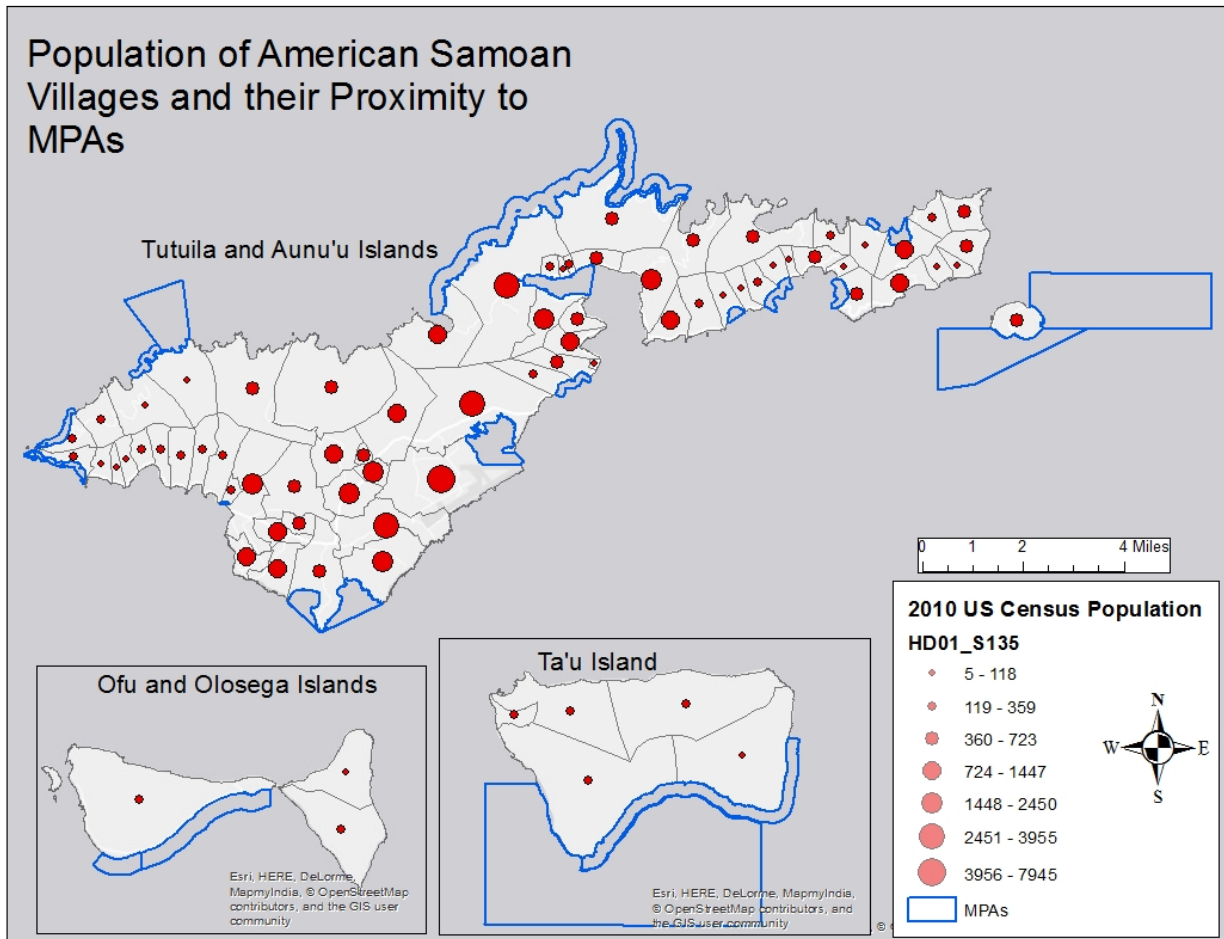 Population of American Samoan
Villages and their Proximity to
MPAs
Tutuila and Aunu'u Islands
0 1 2 4 Miles
2010 US Census Population
HD01_S135
5 - 118
119 - 359
360 - 723
724 - 1447
1448 - 2450
2451 - 3955
3956 - 7945
MPAs
N
W E
S
Ofu and Olosega Islands
Esri, HERE, DeLorme,
MapmyIndia, © OpenStreetMap
contributors, and the GIS user
community
Ta'u Island
Esri, HERE, DeLorme, MapmyIndia,
© OpenStreetMap contributors, and
the GIS user community